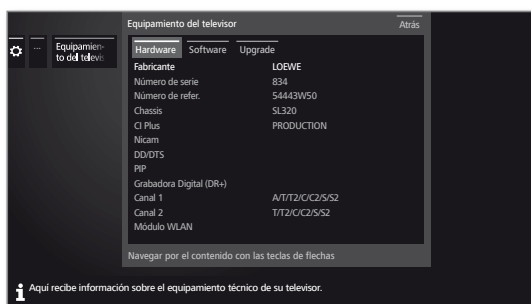 Equipamiento del televisor
Atrás
...
Equipamien-
to del televis
Hardware Software Upgrade
Fabricante LOEWE
Número de serie 834
Número de refer. 54443W50
Chassis SL320
CI Plus PRODUCTION
Nicam
DD/DTS
PIP
Grabadora Digital (DR+)
Canal 1 A/T/T2/C/C2/S/S2
Canal 2 T/T2/C/C2/S/S2
Módulo WLAN
Navegar por el contenido con las teclas de flechas
Aquí recibe información sobre el equipamiento técnico de su televisor.